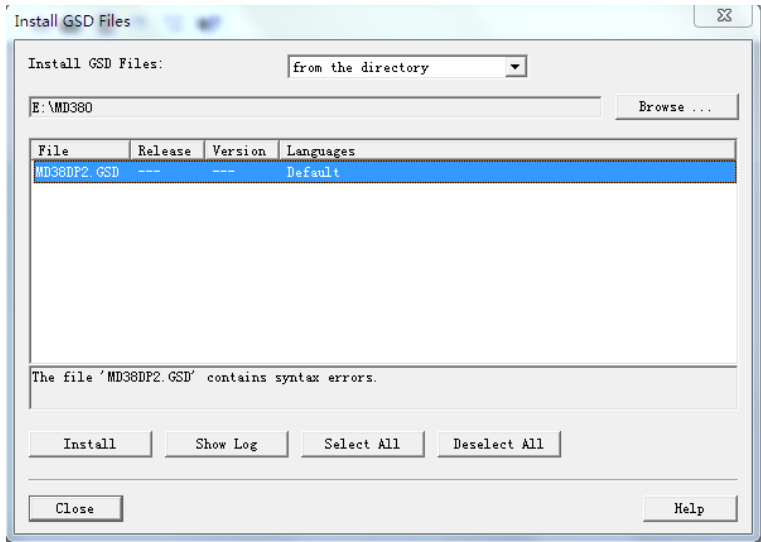 Install GSD Files
Install GSD Files: from the directory
E:\MD380 Browse ...
File Release Version Languages
MD38DP2.GSD --- --- Default
The file 'MD38DP2.GSD' contains syntax errors.
Install Show Log Select All Deselect All
Close Help